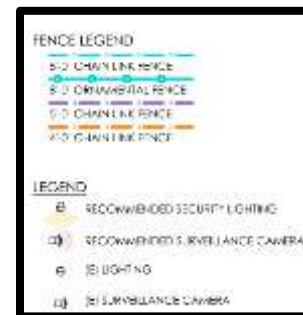 FENCE LEGEND
CHAIN LINK FENCE
ORNAMENTAL FENCE
CHAIN LINK FENCE
CHAIN LINK FENCE
LEGEND
RECOMMENDED SECURITY LIGHTING
RECOMMENDED SURVEILLANCE CAMERA
(E) LIGHTING
(E) SURVEILLANCE CAMERA